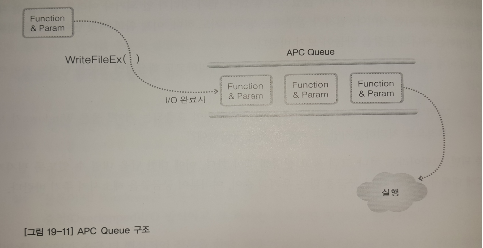 Function
& Param
WriteFileEx( )
APC Queue
I/O 완료시
Function
& Param
Function
& Param
Function
& Param
실행
[그림 19-11] APC Queue 구조